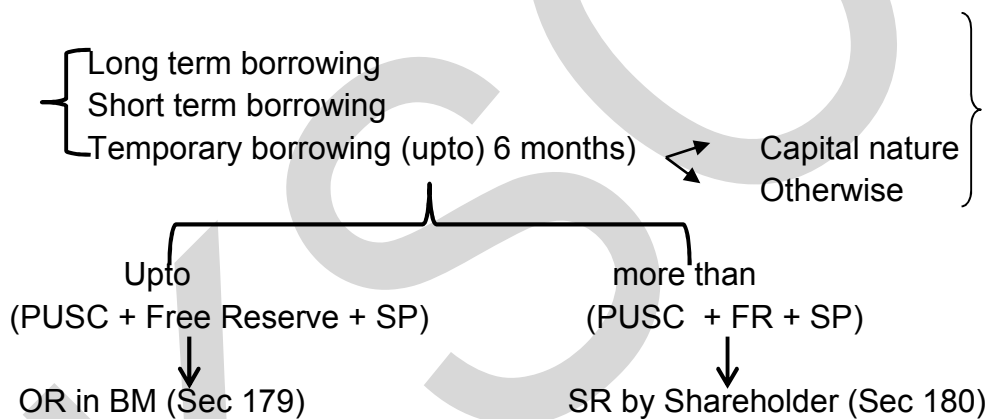 Long term borrowing
Short term borrowing
Temporary borrowing (upto) 6 months) Capital nature
Otherwise
Upto more than
(PUSC + Free Reserve + SP) (PUSC + FR + SP)
OR in BM (Sec 179) SR by Shareholder (Sec 180)